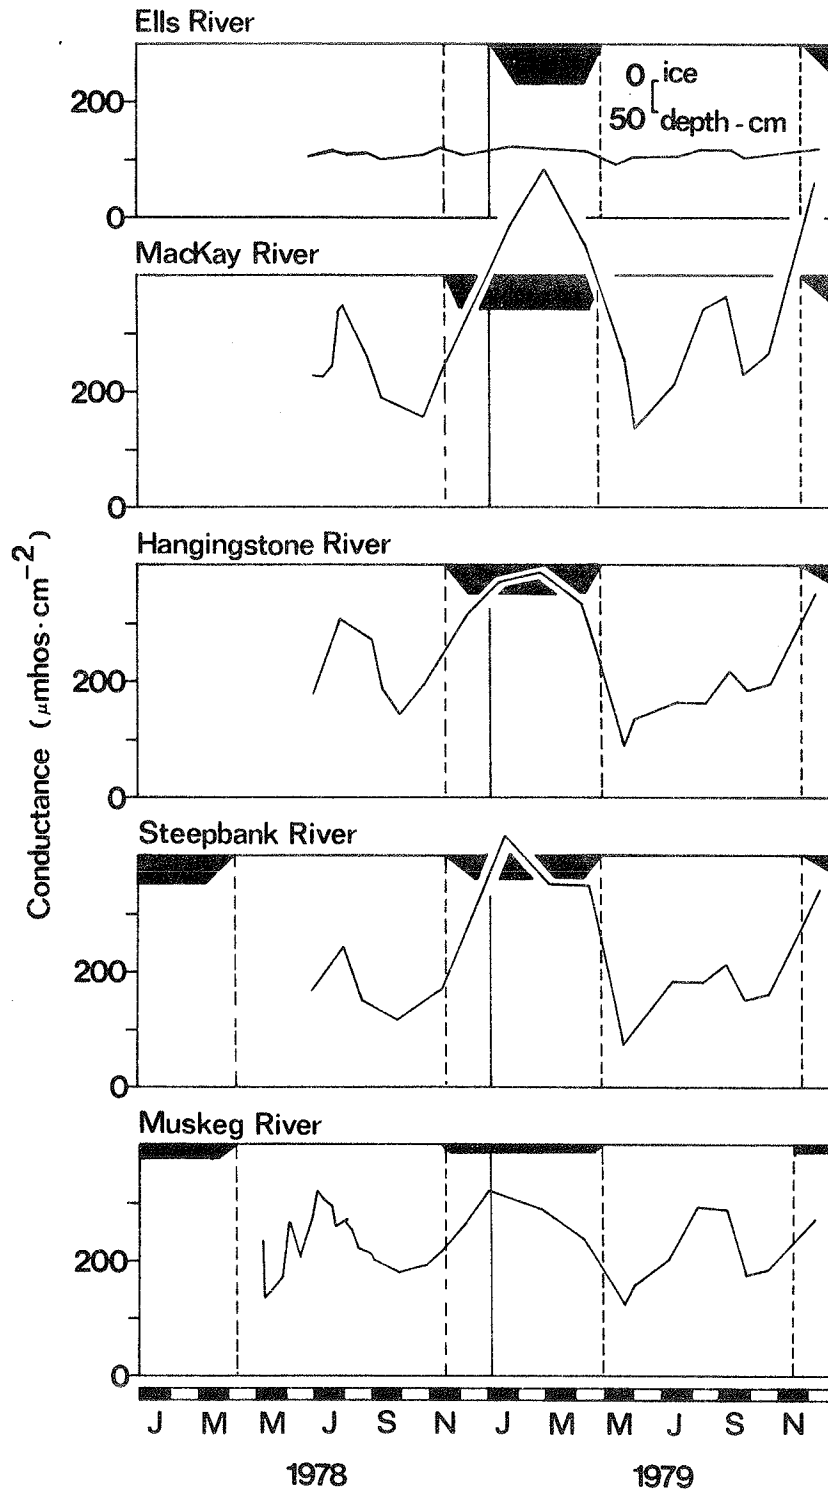 Ells River
200
0
0 ice
50 depth-cm
MacKay River
200
0
Hangingstone River
200
0
Conductance (μmhos·cm⁻²)
Steepbank River
200
0
Muskeg River
200
0
J M M J S N J M M J S N
1978 1979